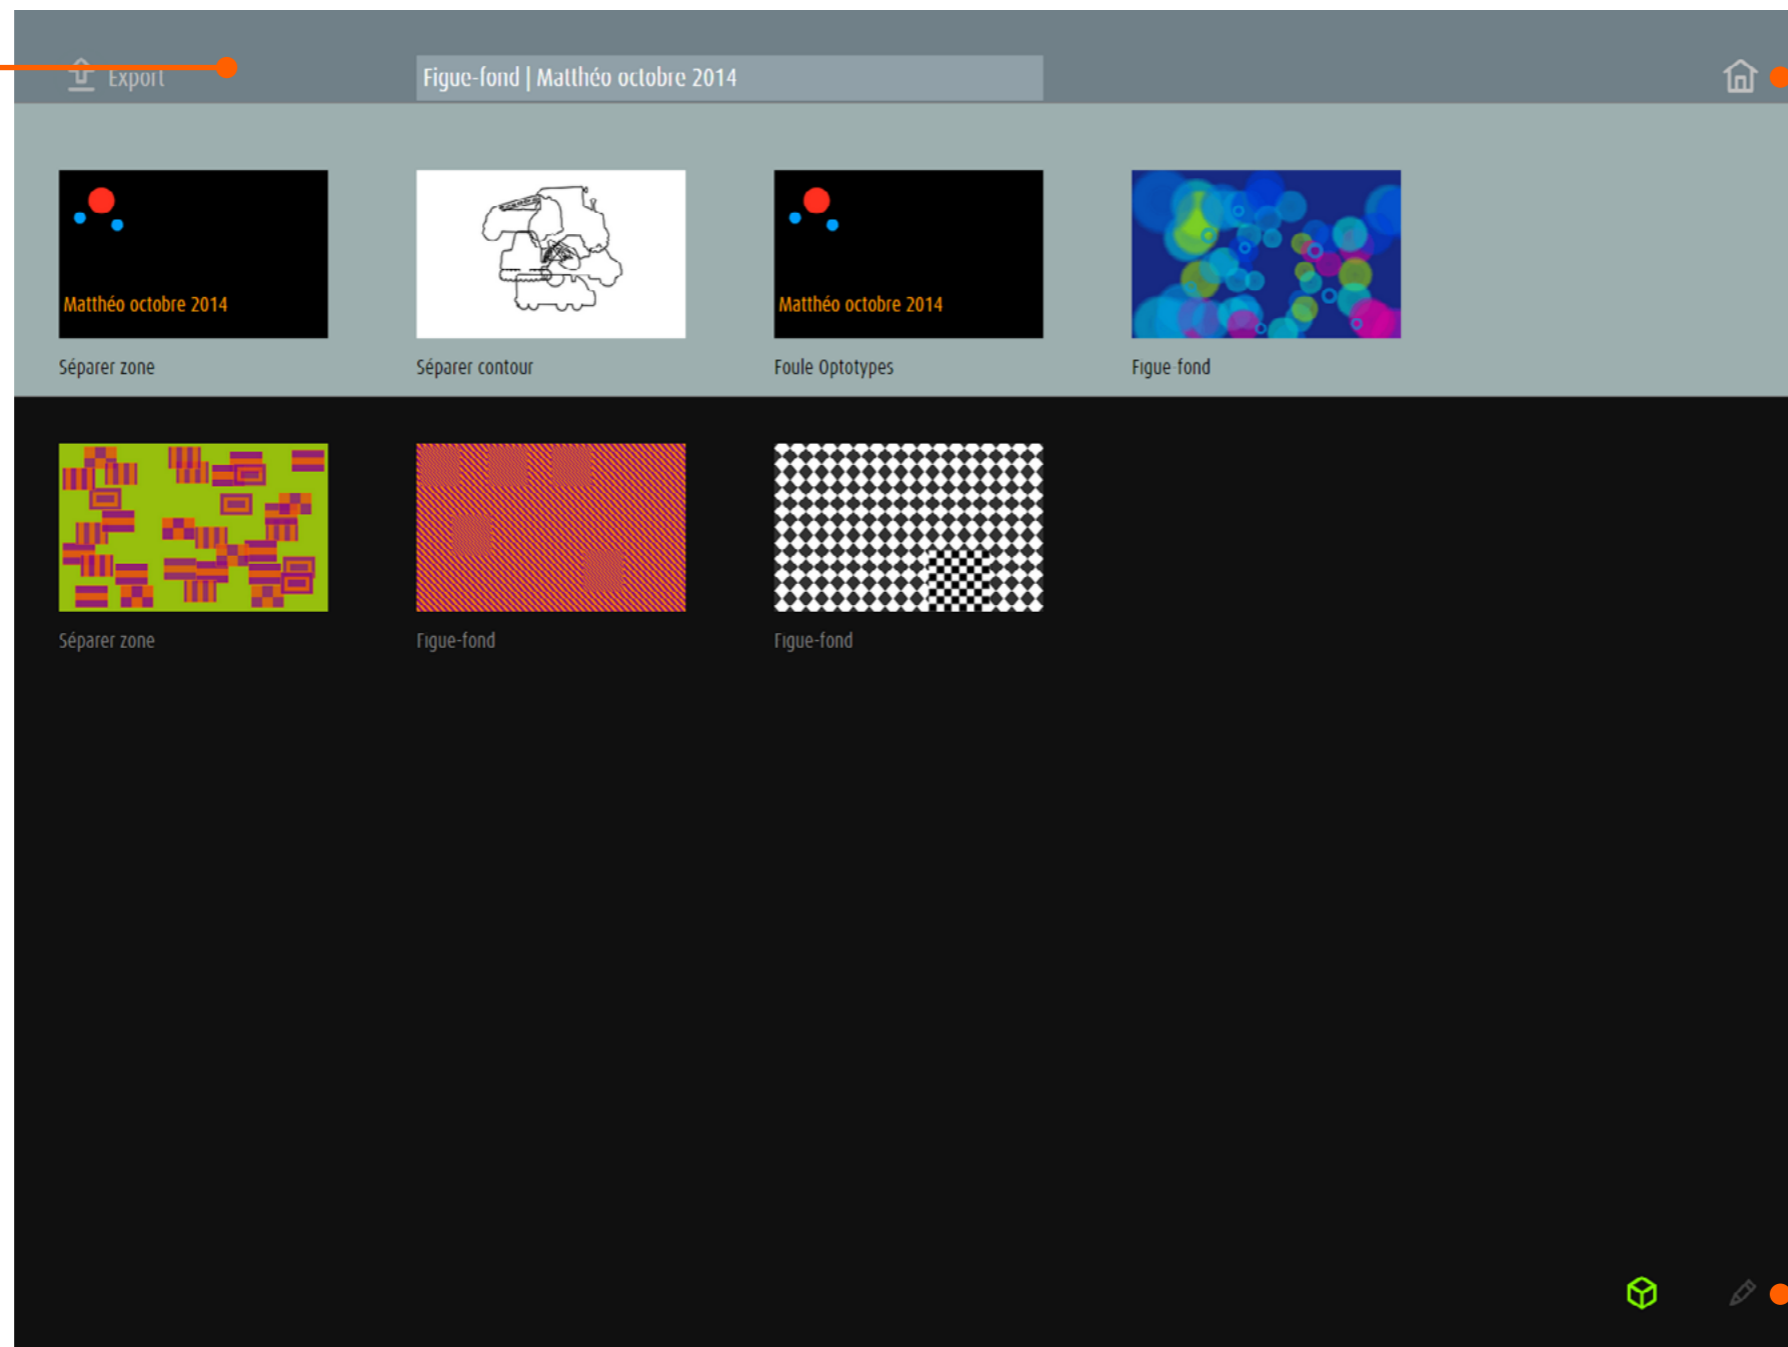 Export
Figue-fond | Matthéo octobre 2014
Matthéo octobre 2014
Matthéo octobre 2014
Séparer zone
Séparer contour
Foule Optotypes
Figue-fond
Séparer zone
Figue-fond
Figue-fond